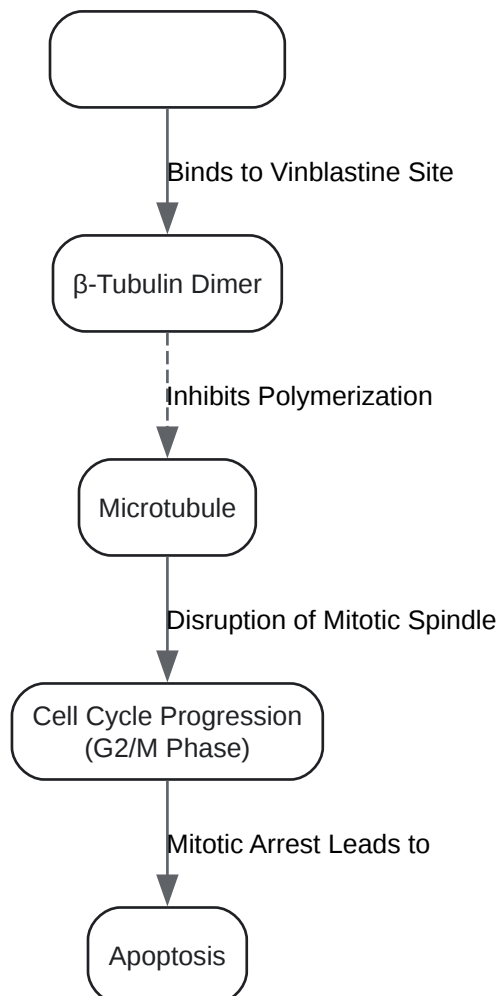 Binds to Vinblastine Site
β-Tubulin Dimer
Inhibits Polymerization
Microtubule
Disruption of Mitotic Spindle
Cell Cycle Progression
(G2/M Phase)
Mitotic Arrest Leads to
Apoptosis